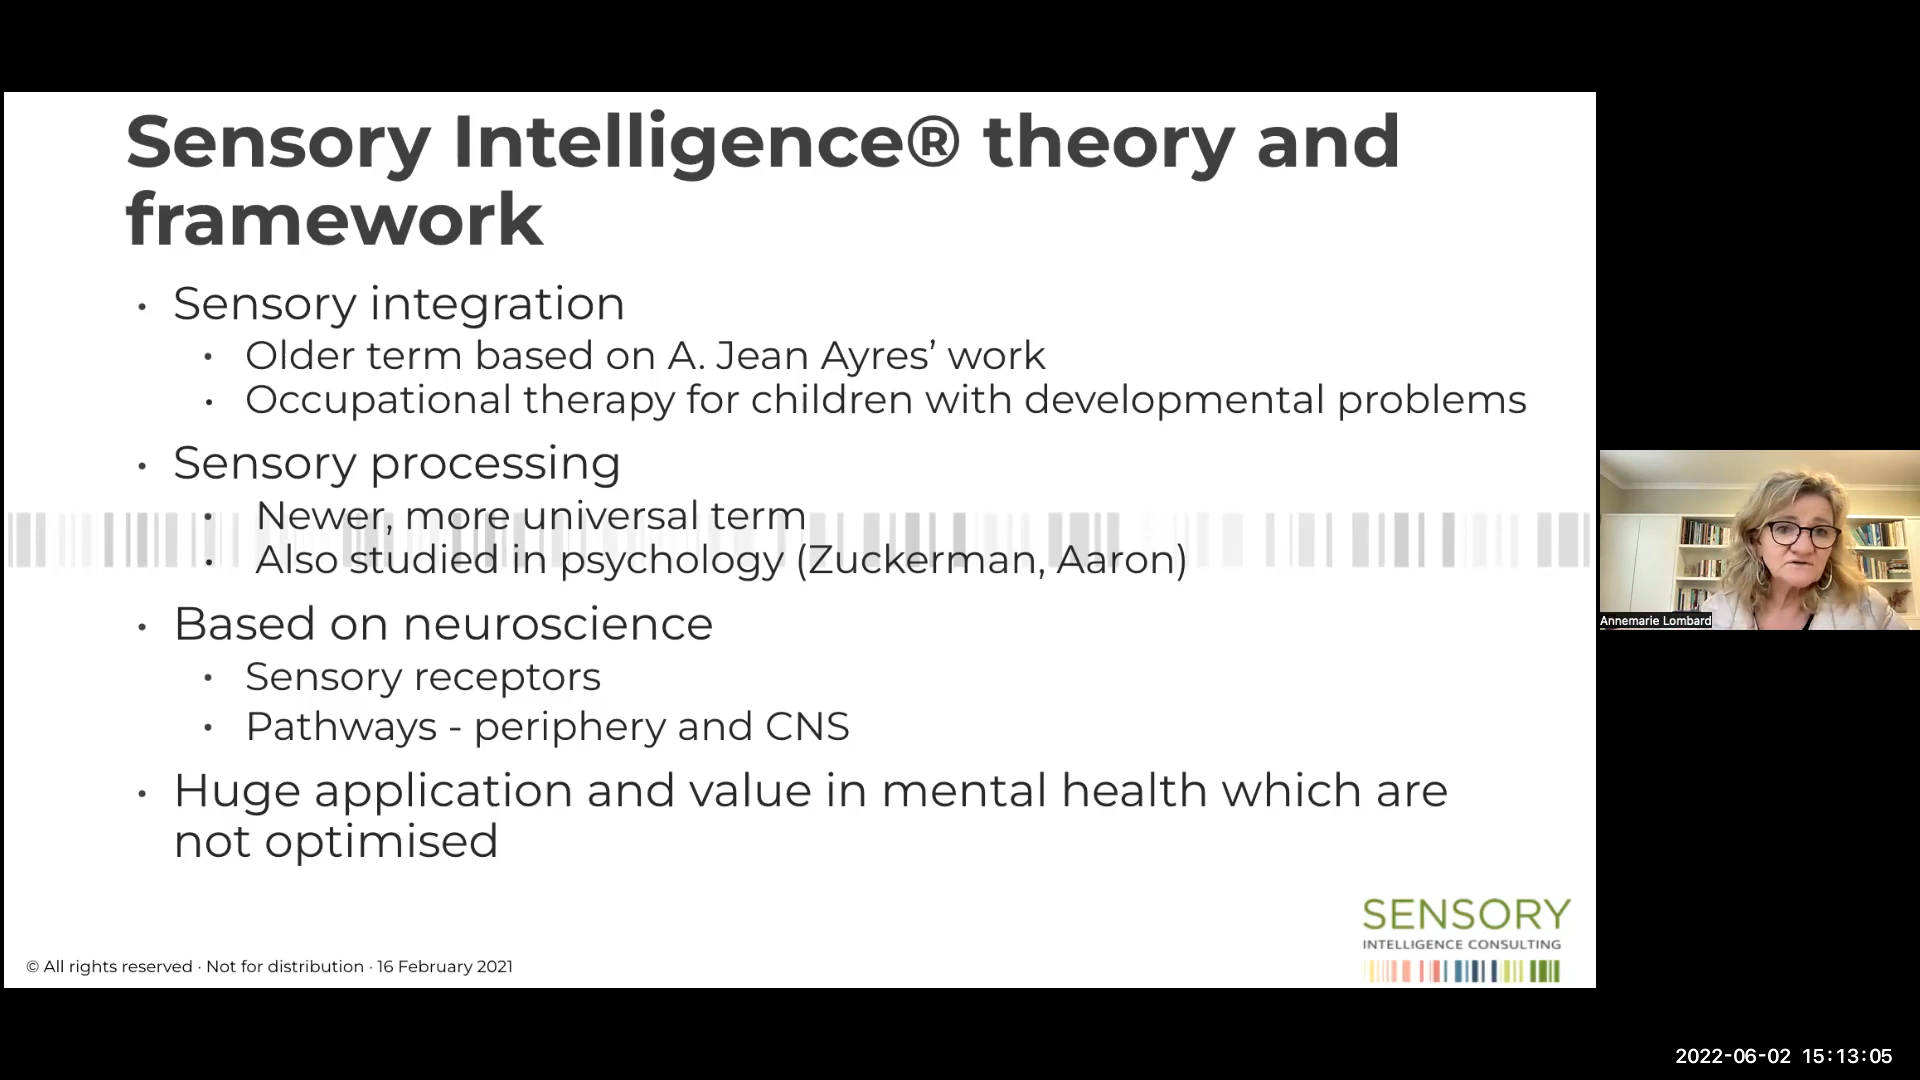 Sensory Intelligence® theory and
framework
• Sensory integration
• Older term based on A. Jean Ayres’ work
• Occupational therapy for children with developmental problems
• Sensory processing
• Newer, more universal term
• Also studied in psychology (Zuckerman, Aaron)
• Based on neuroscience
• Sensory receptors
• Pathways - periphery and CNS
• Huge application and value in mental health which are
not optimised
Annemarie Lombard
SENSORY
INTELLIGENCE CONSULTING
© All rights reserved · Not for distribution · 16 February 2021
2022-06-02 15:13:05